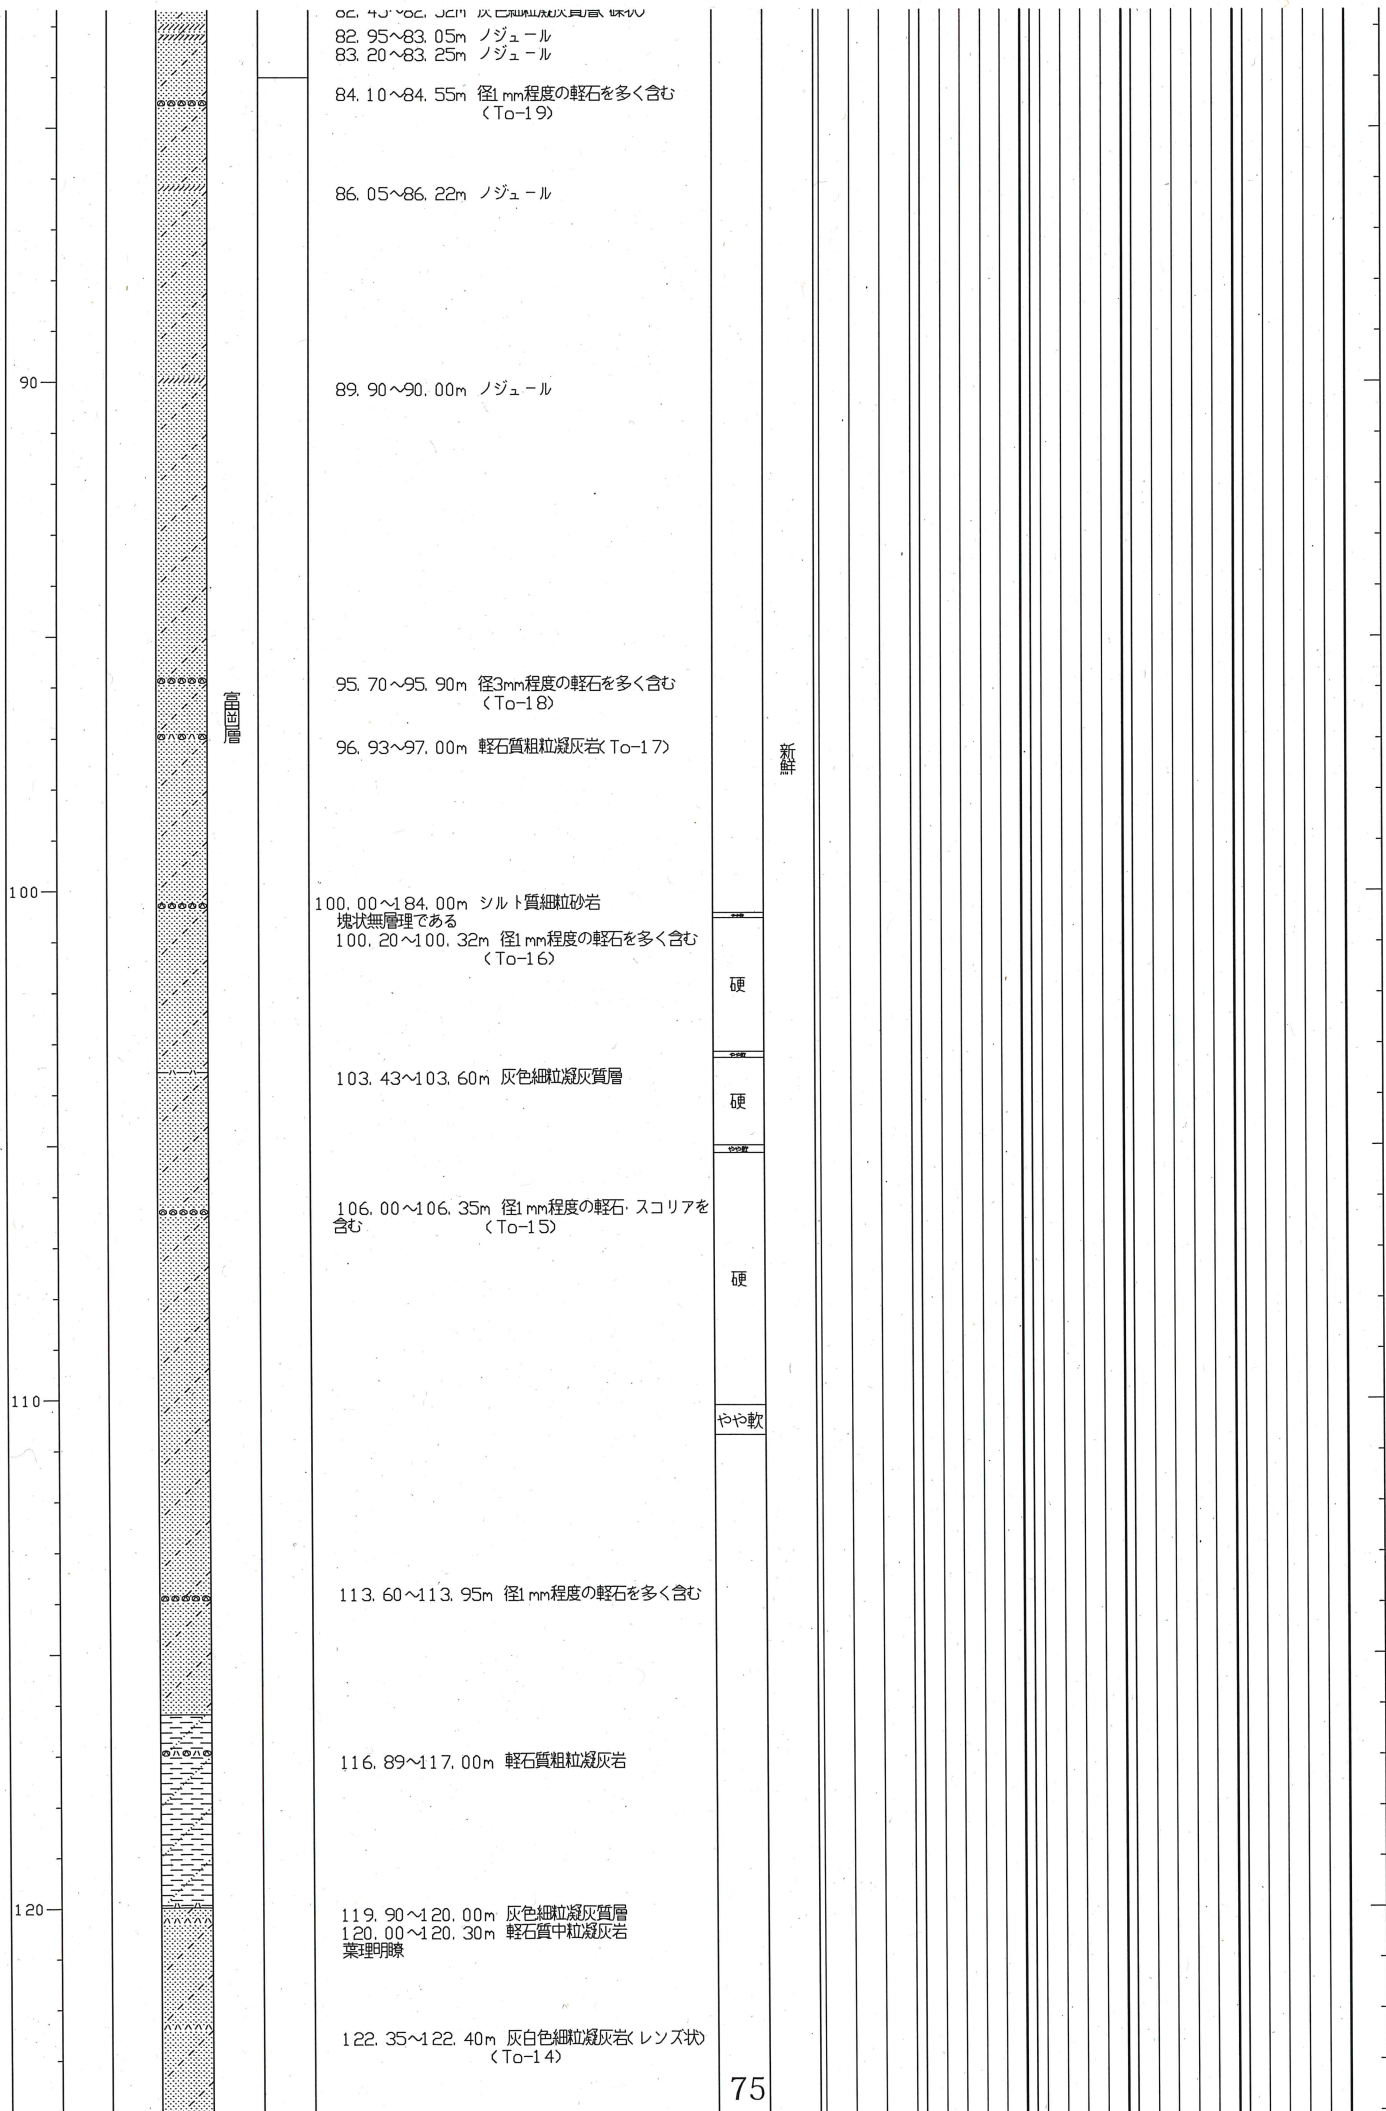 82.95～83.05m ノジュール
83.20～83.25m ノジュール
84.10～84.55m 径1mm程度の軽石を多く含む
(To-19)
86.05～86.22m ノジュール
90
89.90～90.00m ノジュール
95.70～95.90m 径3mm程度の軽石を多く含む
(To-18)
富岡層
96.93～97.00m 軽石質粗粒凝灰岩(To-17)
新鮮
100
100.00～184.00m シルト質細粒砂岩
塊状無層理である
100.20～100.32m 径1mm程度の軽石を多く含む
(To-16)
硬
103.43～103.60m 灰色細粒凝灰質層
硬
やや軟
106.00～106.35m 径1mm程度の軽石・スコリアを
含む (To-15)
硬
110
やや軟
113.60～113.95m 径1mm程度の軽石を多く含む
116.89～117.00m 軽石質粗粒凝灰岩
120
119.90～120.00m 灰色細粒凝灰質層
120.00～120.30m 軽石質中粒凝灰岩
葉理明瞭
122.35～122.40m 灰白色細粒凝灰岩(レンズ状)
(To-14)
75